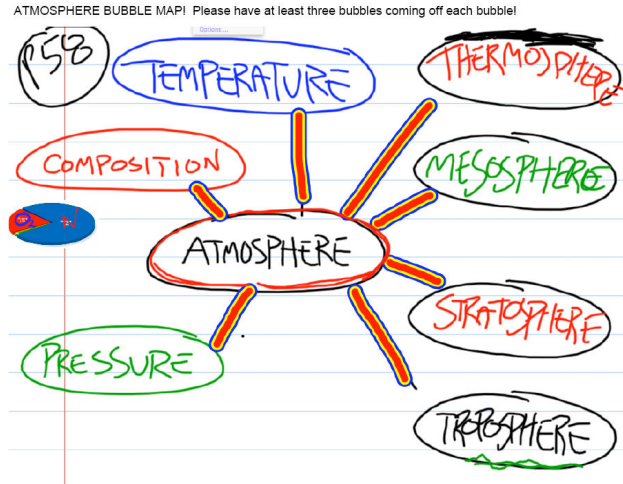 ATMOSPHERE BUBBLE MAP! Please have at least three bubbles coming off each bubble!
Options ...
p58
TEMPERATURE
THERMOSPHERE
COMPOSITION
MESOSPHERE
N
ATMOSPHERE
STRATOSPHERE
PRESSURE
TROPOSPHERE